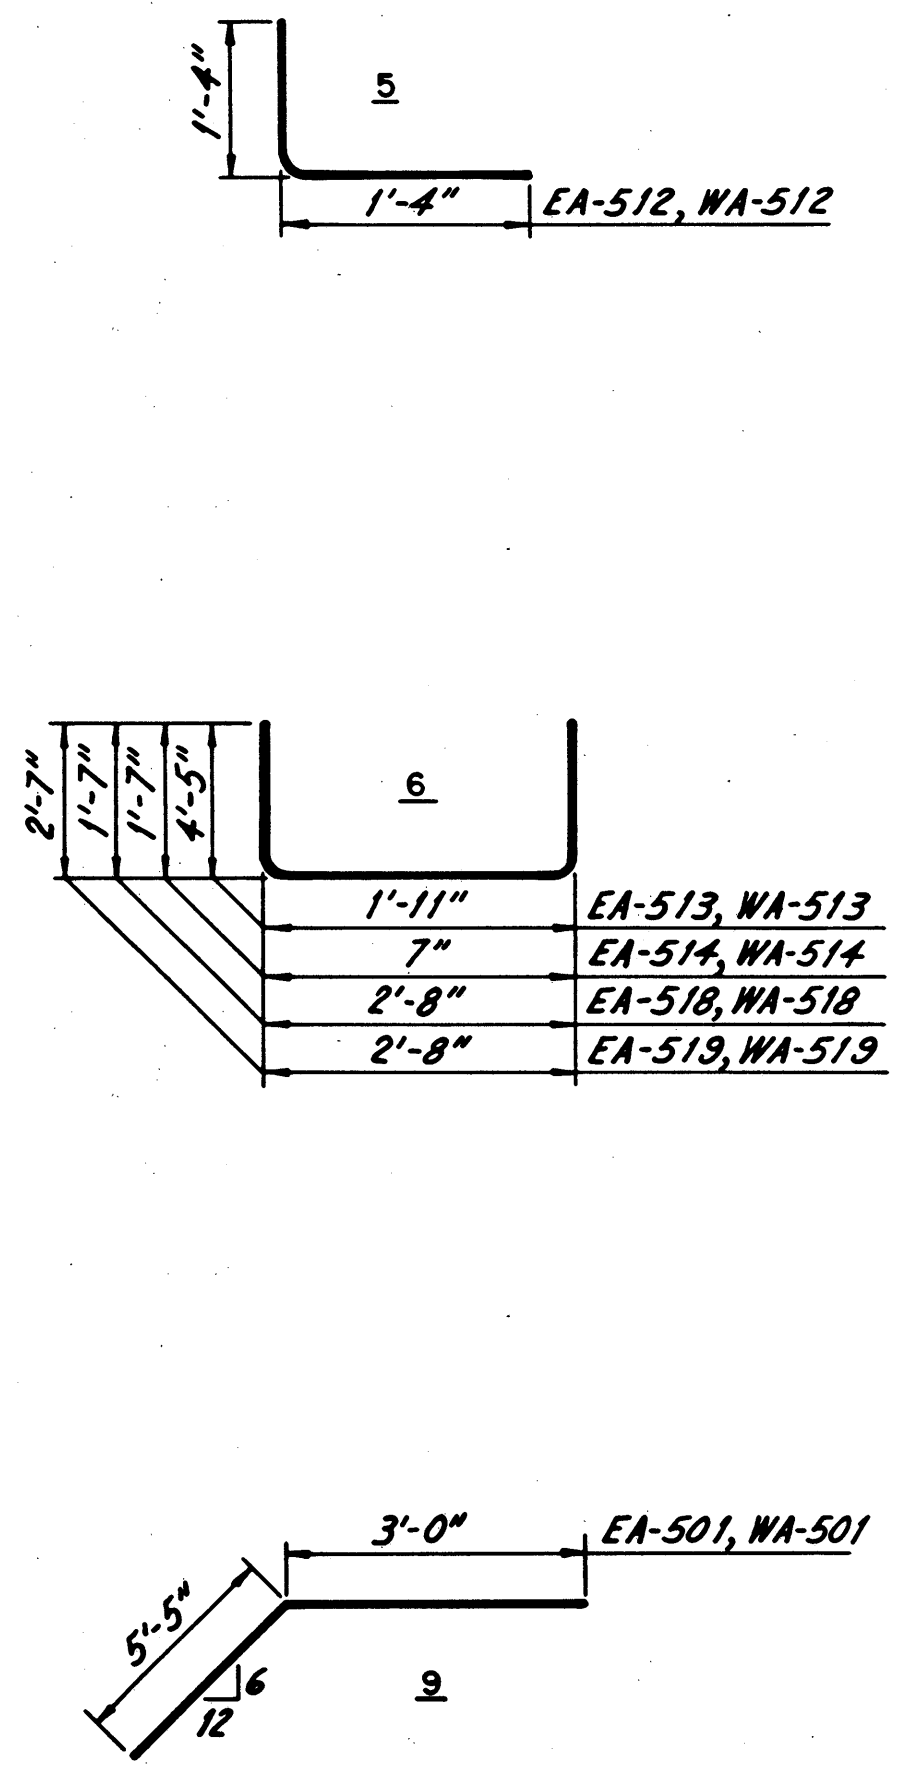 5
1'-4"
1'-4" EA-512, WA-512
6
2'-7" 1'-7" 1'-7" 4'-5"
1'-11" EA-513, WA-513
7" EA-514, WA-514
2'-8" EA-518, WA-518
2'-8" EA-519, WA-519
3'-0" EA-501, WA-501
5'-5"
6
12
9